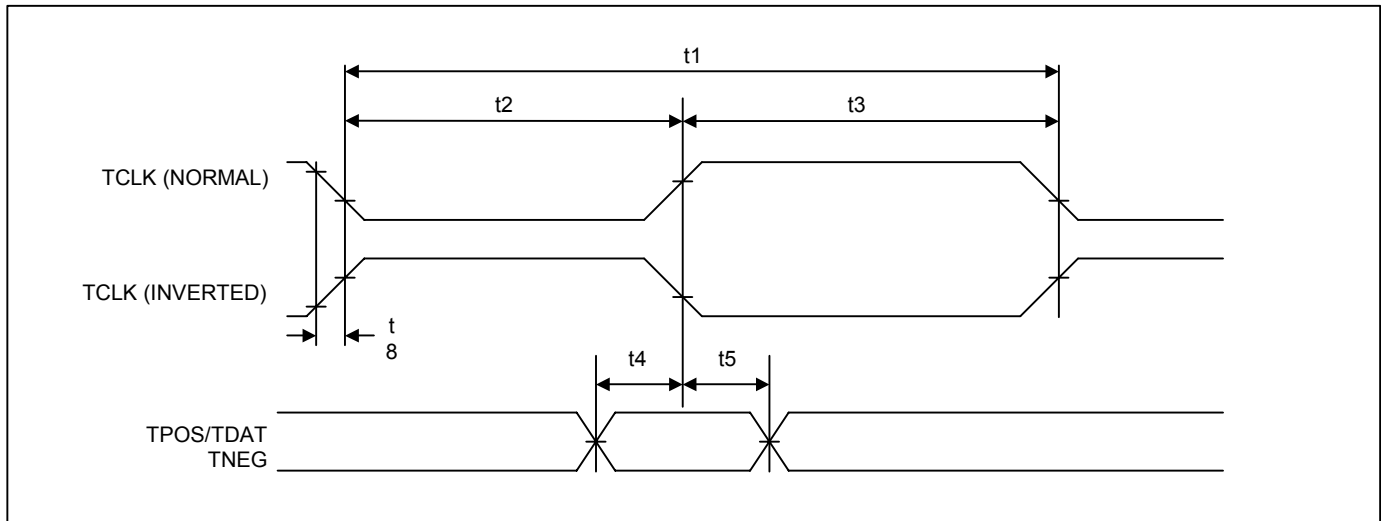 t1
t2
t3
TCLK (NORMAL)
TCLK (INVERTED)
t
8
t4
t5
TPOS/TDAT
TNEG